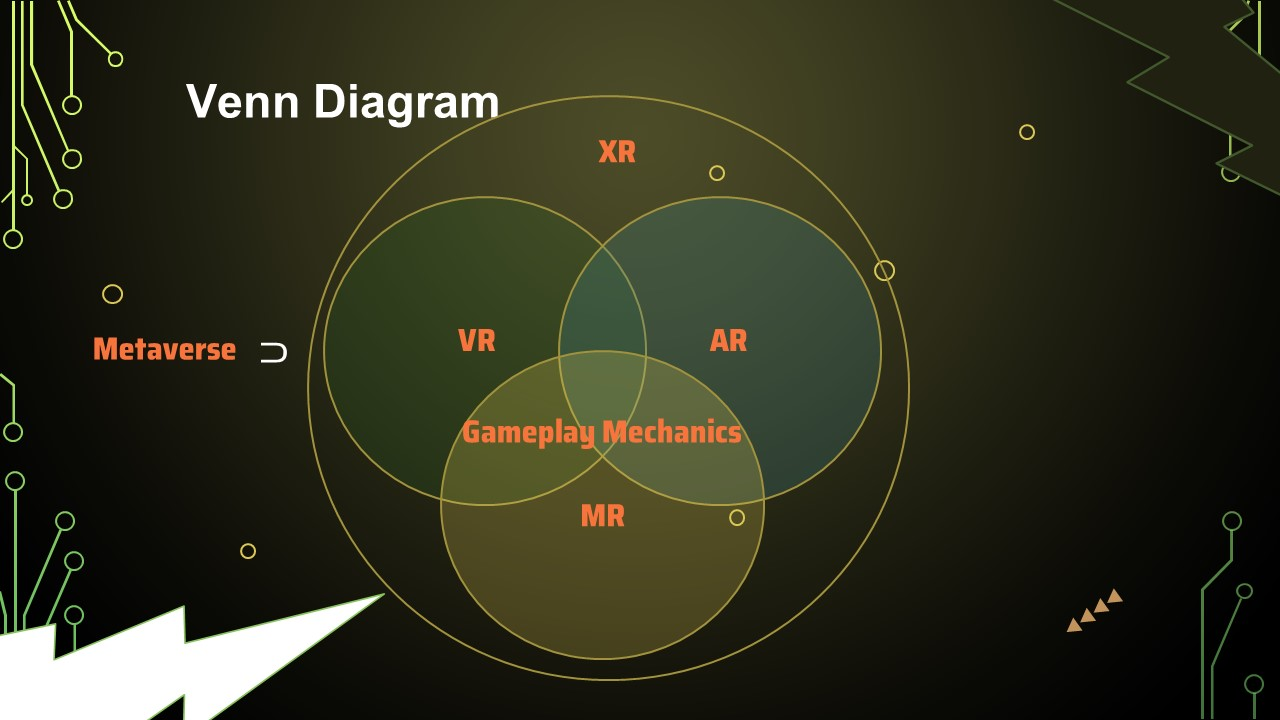 Venn Diagram
XR
VR
AR
Metaverse ⊃
Gameplay Mechanics
MR